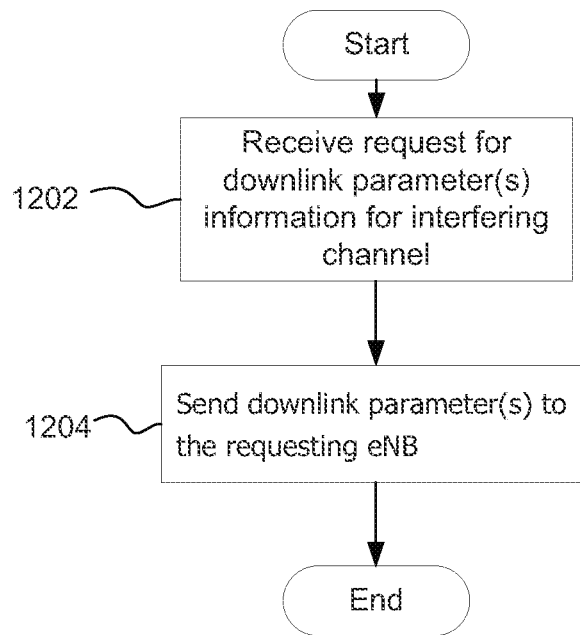 Start
Receive request for
downlink parameter(s)
information for interfering
channel
1202
Send downlink parameter(s) to
the requesting eNB
1204
End